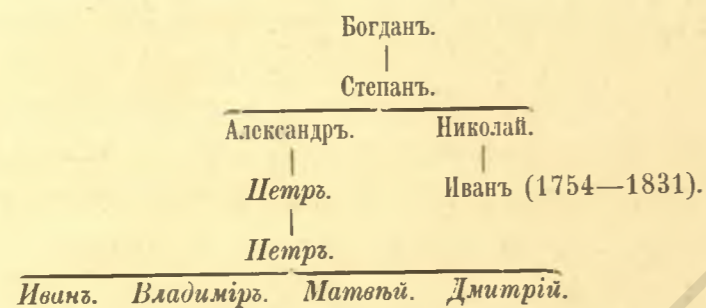 Богданъ.
Степанъ.
Александръ. Николай.
Петръ. Иванъ (1754—1831).
Петръ.
Иванъ. Владиміръ. Матвѣй. Дмитрій.